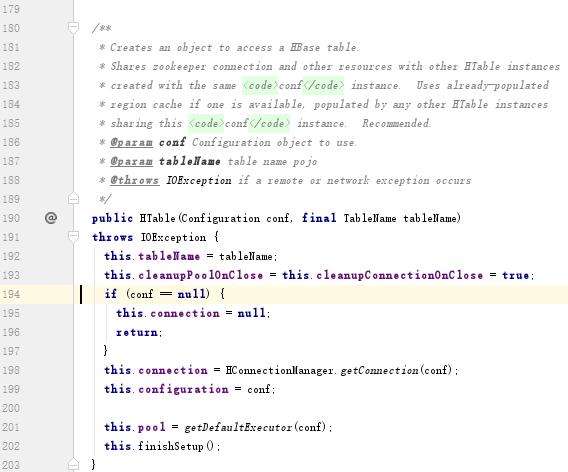 179
180 /**
181 * Creates an object to access a HBase table.
182 * Shares zookeeper connection and other resources with other HTable instances
183 * created with the same <code>conf</code> instance.  Uses already-populated
184 * region cache if one is available, populated by any other HTable instances
185 * sharing this <code>conf</code> instance.  Recommended.
186 * @param conf Configuration object to use.
187 * @param tableName table name pojo
188 * @throws IOException if a remote or network exception occurs
189 */
190 @ public HTable(Configuration conf, final TableName tableName)
191 throws IOException {
192 this.tableName = tableName;
193 this.cleanupPoolOnClose = this.cleanupConnectionOnClose = true;
194 if (conf == null) {
195 this.connection = null;
196 return;
197 }
198 this.connection = HConnectionManager.getConnection(conf);
199 this.configuration = conf;
200
201 this.pool = getDefaultExecutor(conf);
202 this.finishSetup();
203 }